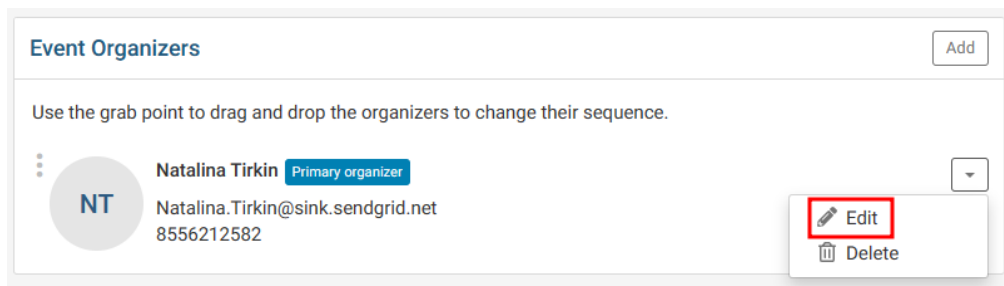 Event Organizers
Add
Use the grab point to drag and drop the organizers to change their sequence.
Natalina Tirkin Primary organizer
NT
Natalina.Tirkin@sink.sendgrid.net
8556212582
Edit
Delete